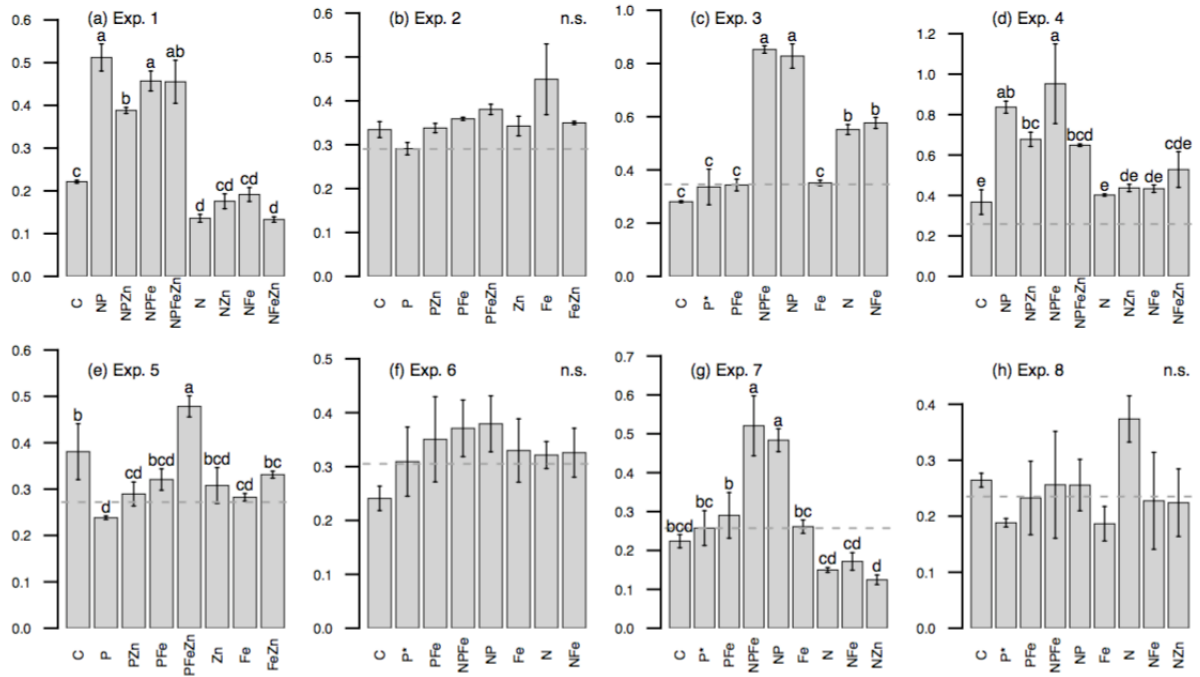 (a) Exp. 1
0.6
0.5
0.4
0.3
0.2
0.1
0.0
c
a
b
a
ab
d
cd
cd
d
C
NP
NPZn
NPFe
NPFeZn
N
NZn
NFe
NFeZn
(b) Exp. 2 n.s.
0.6
0.5
0.4
0.3
0.2
0.1
0.0
C
P
PZn
PFe
PFeZn
Zn
Fe
FeZn
(c) Exp. 3
1.0
0.8
0.6
0.4
0.2
0.0
c
c
c
a
a
c
b
b
C
P*
PFe
NPFe
NP
Fe
N
NFe
(d) Exp. 4
1.2
1.0
0.8
0.6
0.4
0.2
0.0
e
ab
bc
a
bcd
e
de
de
cde
C
NP
NPZn
NPFe
NPFeZn
N
NZn
NFe
NFeZn
(e) Exp. 5
0.6
0.5
0.4
0.3
0.2
0.1
0.0
b
d
cd
bcd
a
bcd
cd
bc
C
P
PZn
PFe
PFeZn
Zn
Fe
FeZn
(f) Exp. 6 n.s.
0.5
0.4
0.3
0.2
0.1
0.0
C
P*
PFe
NPFe
NP
Fe
N
NFe
(g) Exp. 7
0.7
0.6
0.5
0.4
0.3
0.2
0.1
0.0
bcd
bc
b
a
a
bc
cd
cd
d
C
P*
PFe
NPFe
NP
Fe
N
NFe
NZn
(h) Exp. 8 n.s.
0.4
0.3
0.2
0.1
0.0
C
P*
PFe
NPFe
NP
Fe
N
NFe
NZn